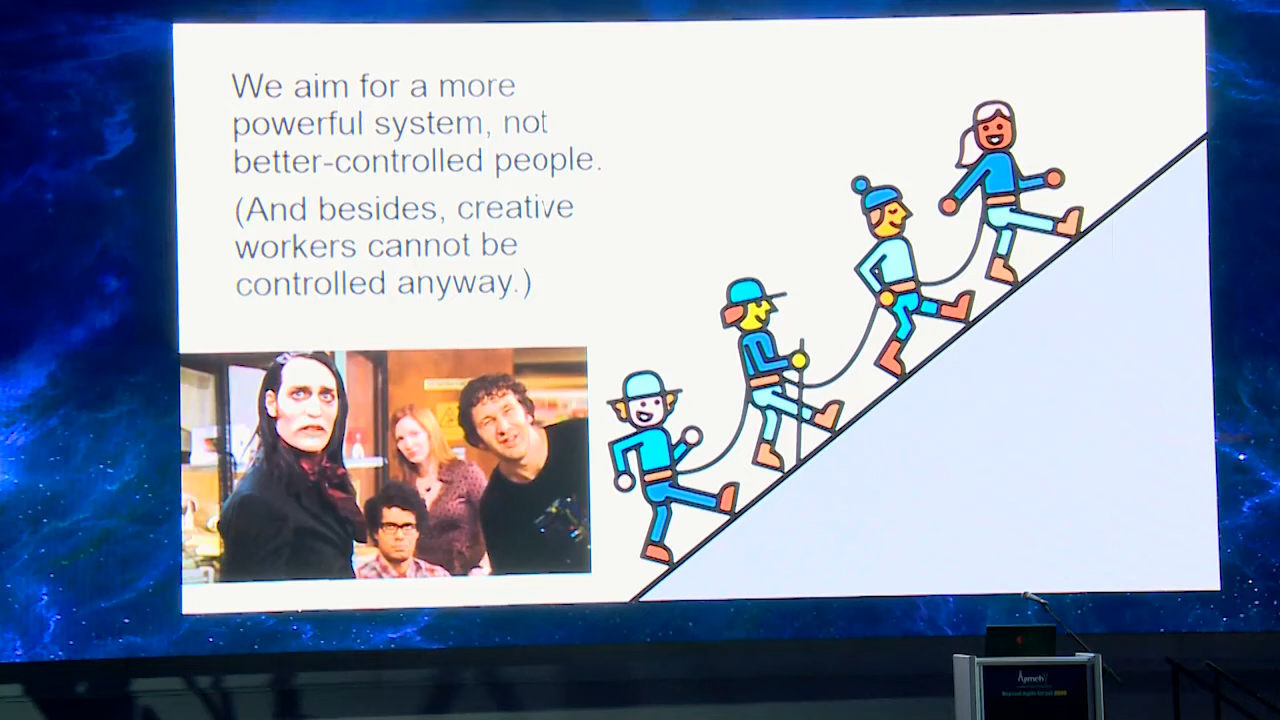 We aim for a more
powerful system, not
better-controlled people.
(And besides, creative
workers cannot be
controlled anyway.)